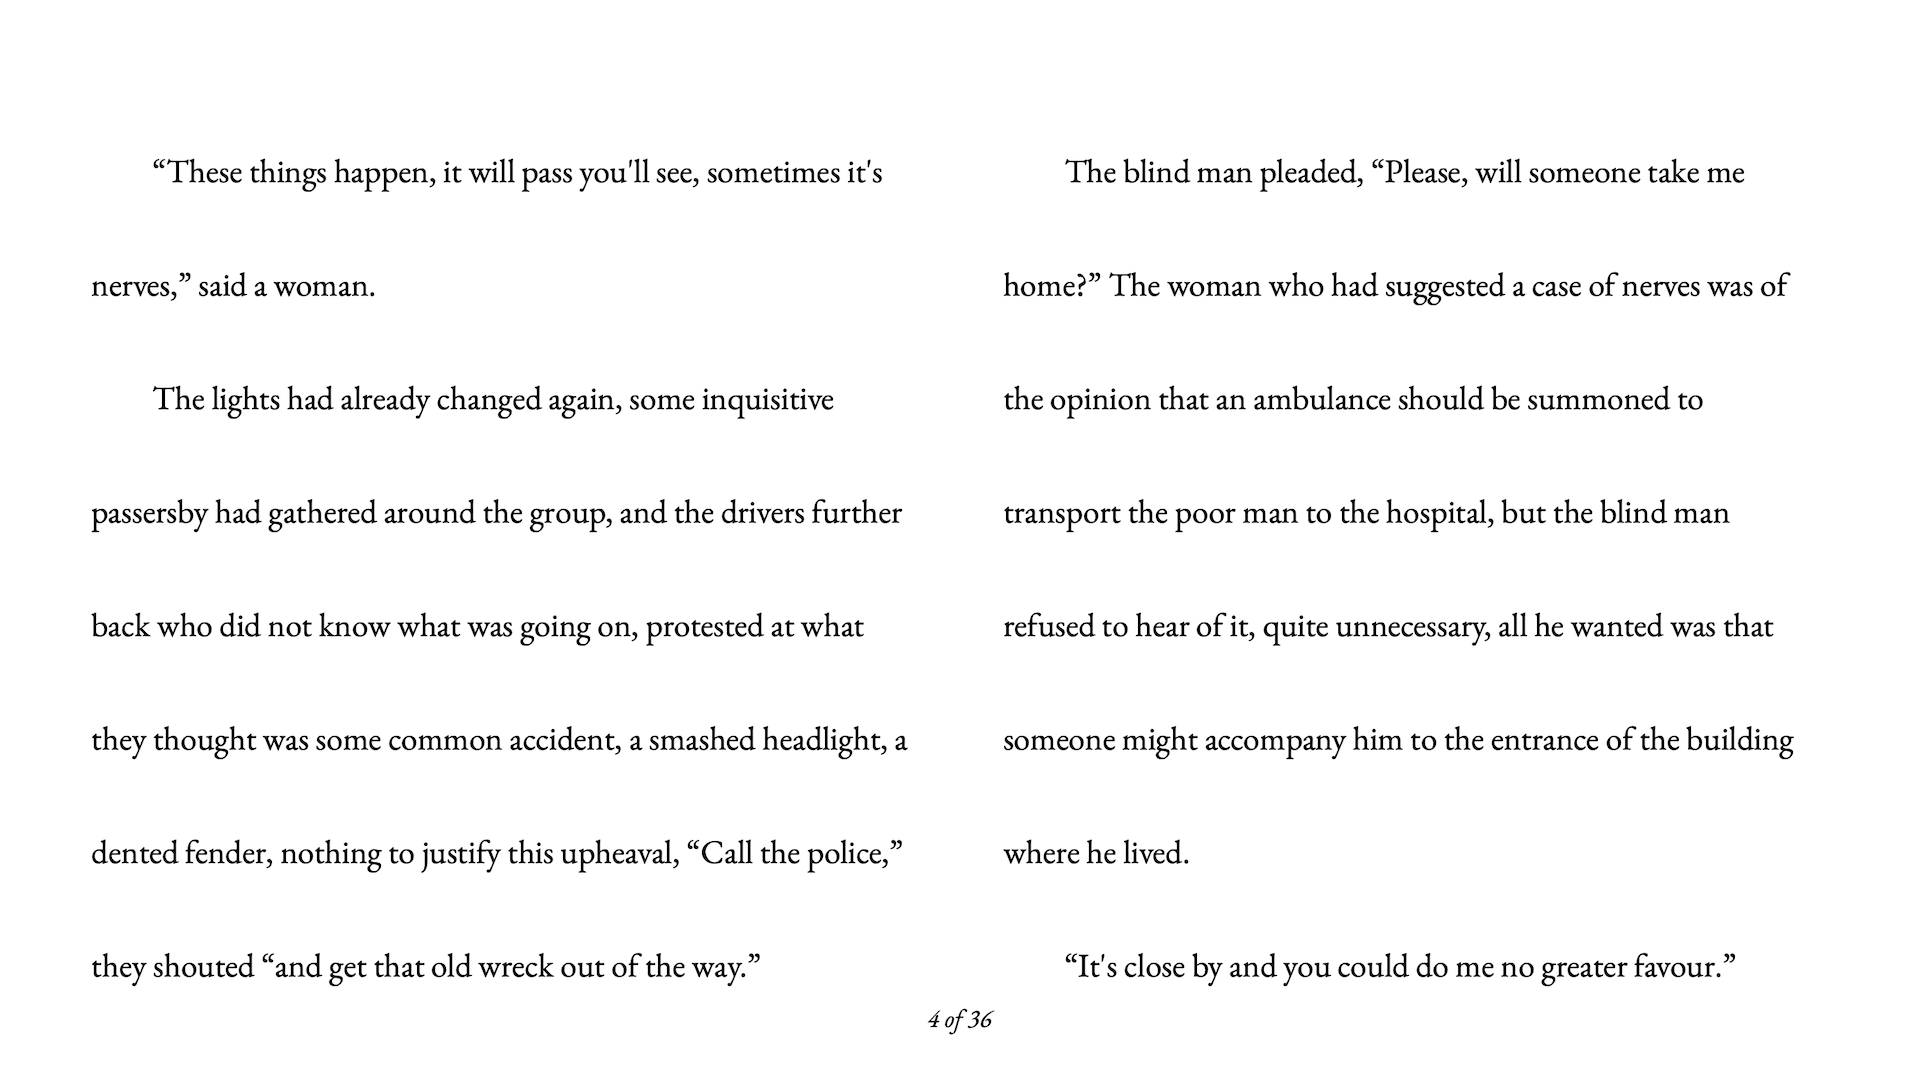 “These things happen, it will pass you'll see, sometimes it's
nerves,” said a woman.
The lights had already changed again, some inquisitive
passersby had gathered around the group, and the drivers further
back who did not know what was going on, protested at what
they thought was some common accident, a smashed headlight, a
dented fender, nothing to justify this upheaval, “Call the police,”
they shouted “and get that old wreck out of the way.”
The blind man pleaded, “Please, will someone take me
home?” The woman who had suggested a case of nerves was of
the opinion that an ambulance should be summoned to
transport the poor man to the hospital, but the blind man
refused to hear of it, quite unnecessary, all he wanted was that
someone might accompany him to the entrance of the building
where he lived.
“It's close by and you could do me no greater favour.”
4 of 36